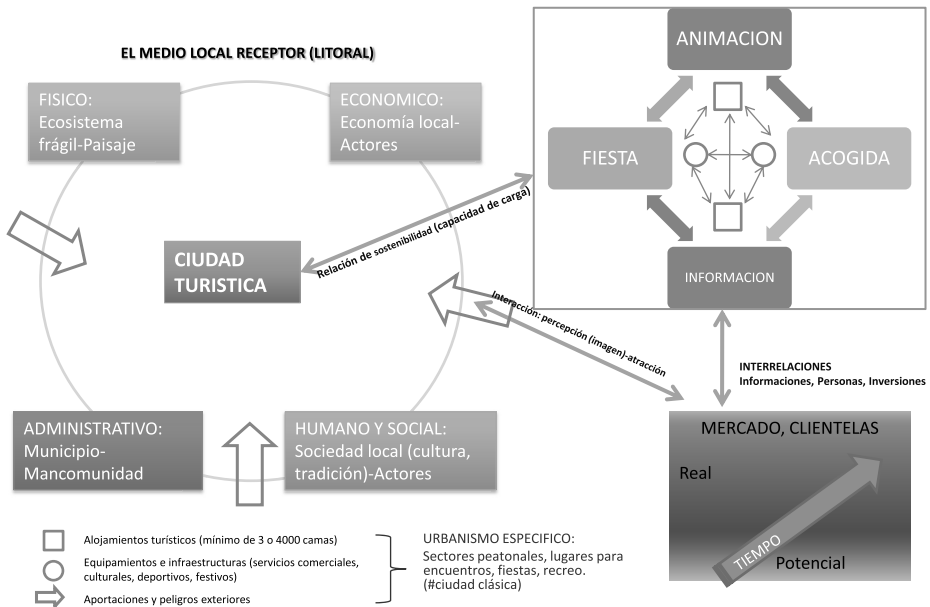 EL MEDIO LOCAL RECEPTOR (LITORAL)
FISICO:
Ecosistema
frágil-Paisaje
ECONOMICO:
Economía local-
Actores
CIUDAD
TURISTICA
ADMINISTRATIVO:
Municipio-
Mancomunidad
HUMANO Y SOCIAL:
Sociedad local (cultura,
tradición)-Actores
Relación de sostenibilidad (capacidad de carga)
Interacción: percepción (imagen)-atracción
ANIMACION
FIESTA
ACOGIDA
INFORMACION
INTERRELACIONES
Informaciones, Personas, Inversiones
MERCADO, CLIENTELAS
Real
TIEMPO
Potencial
Alojamientos turísticos (mínimo de 3 o 4000 camas)
Equipamientos e infraestructuras (servicios comerciales,
culturales, deportivos, festivos)
Aportaciones y peligros exteriores
URBANISMO ESPECIFICO:
Sectores peatonales, lugares para
encuentros, fiestas, recreo.
(#ciudad clásica)